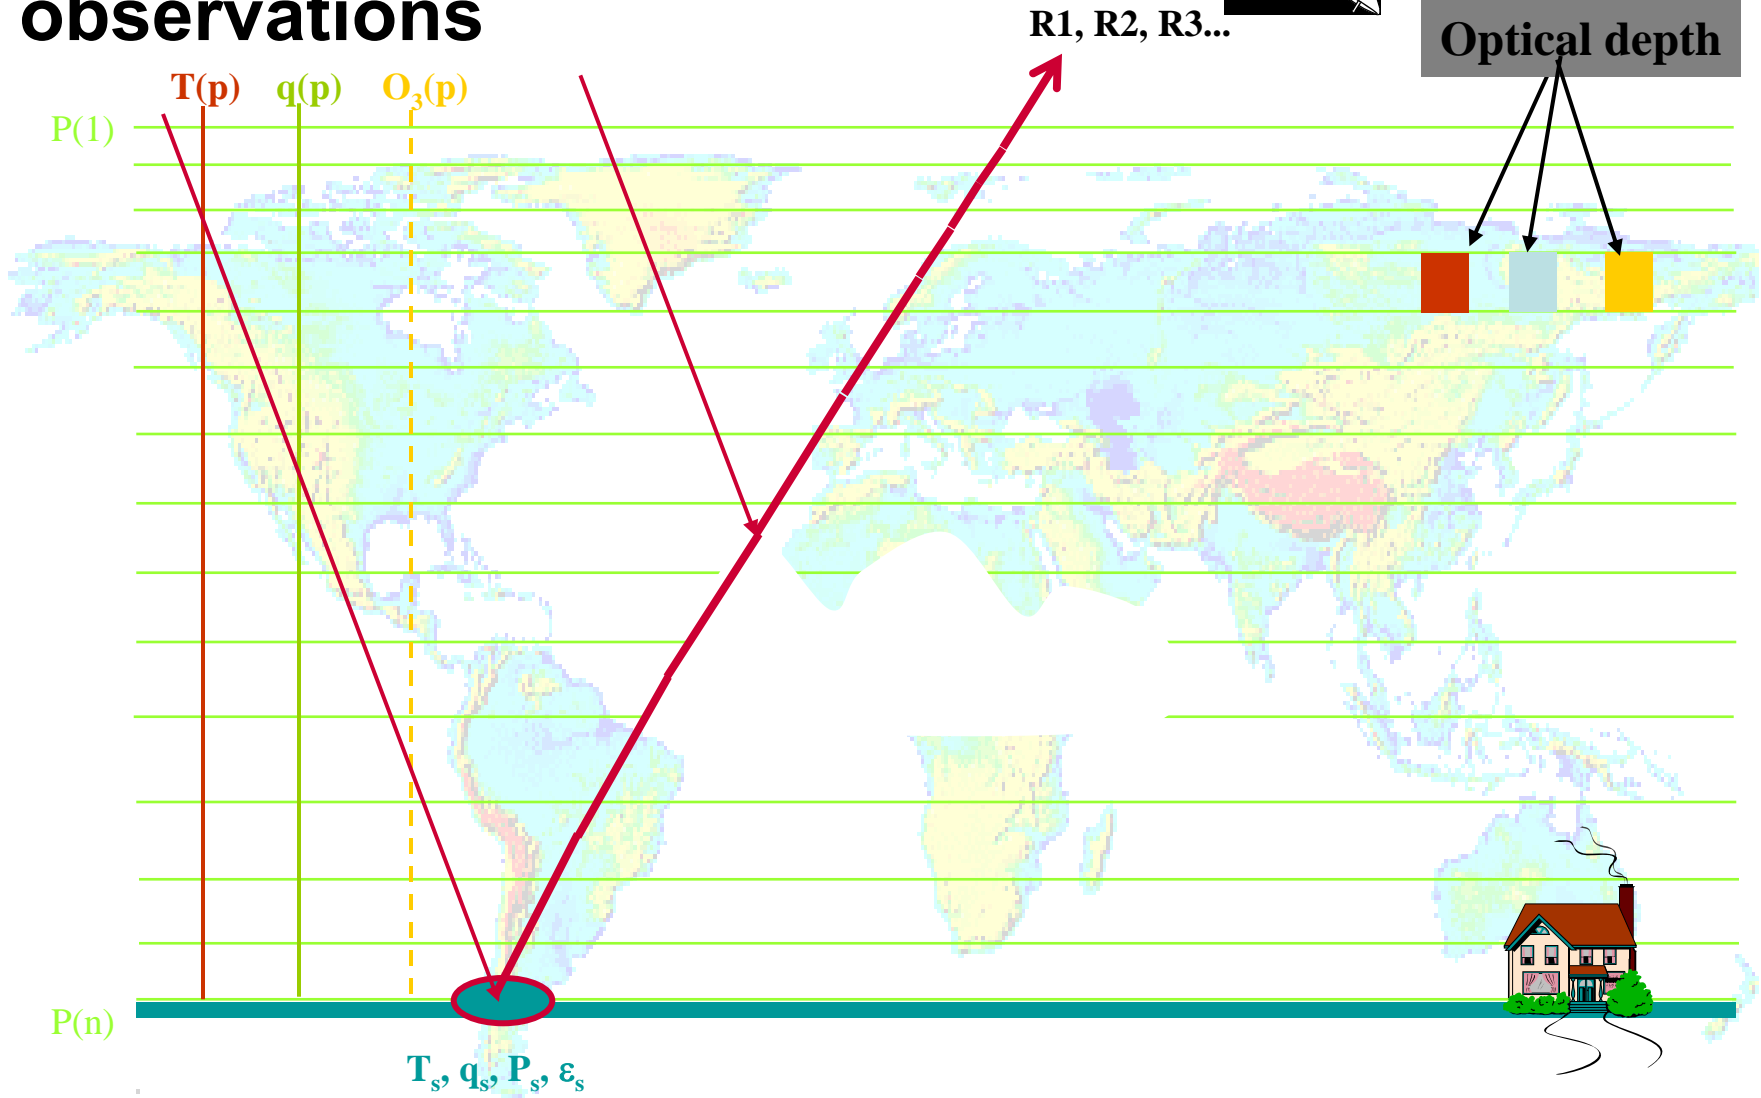 observations
R1, R2, R3...
Optical depth
T(p) q(p) O₃(p)
P(1)
P(n)
Tₛ, qₛ, Pₛ, εₛ